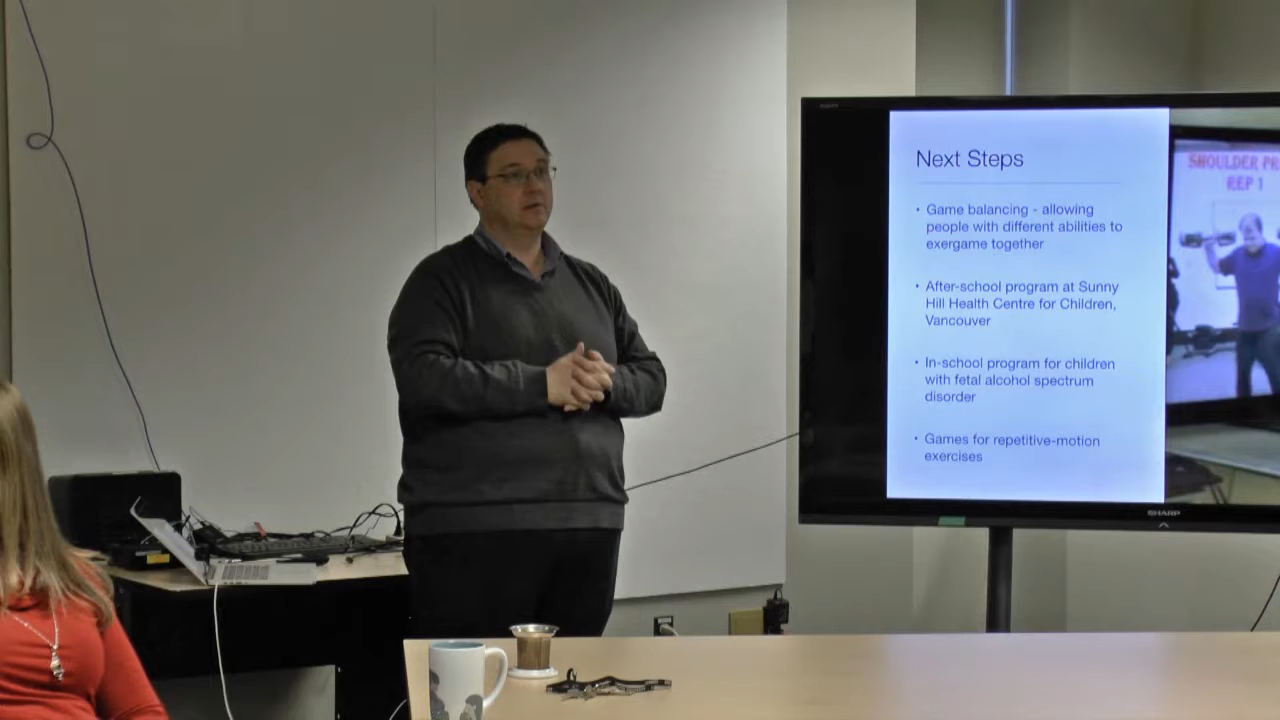 Next Steps
• Game balancing - allowing
people with different abilities to
exergame together
• After-school program at Sunny
Hill Health Centre for Children,
Vancouver
• In-school program for children
with fetal alcohol spectrum
disorder
• Games for repetitive-motion
exercises
SHOULDER PR
REP 1
SHARP